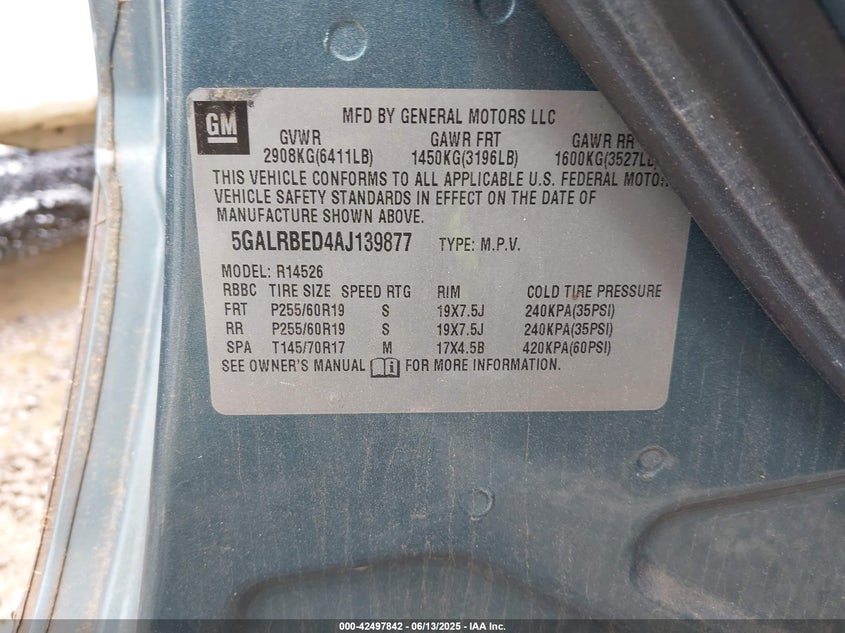 GM
MFD BY GENERAL MOTORS LLC
GVWR GAWR FRT GAWR RR
2908KG(6411LB) 1450KG(3196LB) 1600KG(3527LB)
THIS VEHICLE CONFORMS TO ALL APPLICABLE U.S. FEDERAL MOTOR
VEHICLE SAFETY STANDARDS IN EFFECT ON THE DATE OF
MANUFACTURE SHOWN ABOVE.
5GALRBED4AJ139877 TYPE: M.P.V.
MODEL: R14526
RBBC TIRE SIZE SPEED RTG RIM COLD TIRE PRESSURE
FRT P255/60R19 S 19X7.5J 240KPA(35PSI)
RR P255/60R19 S 19X7.5J 240KPA(35PSI)
SPA T145/70R17 M 17X4.5B 420KPA(60PSI)
SEE OWNER'S MANUAL FOR MORE INFORMATION.
000-42497842 - 06/13/2025 - IAA Inc.